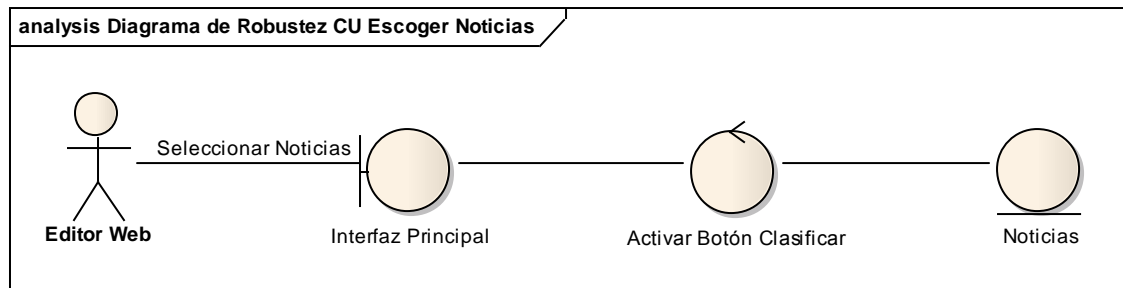 analysis Diagrama de Robustez CU Escoger Noticias
Seleccionar Noticias
Editor Web
Interfaz Principal
Activar Botón Clasificar
Noticias